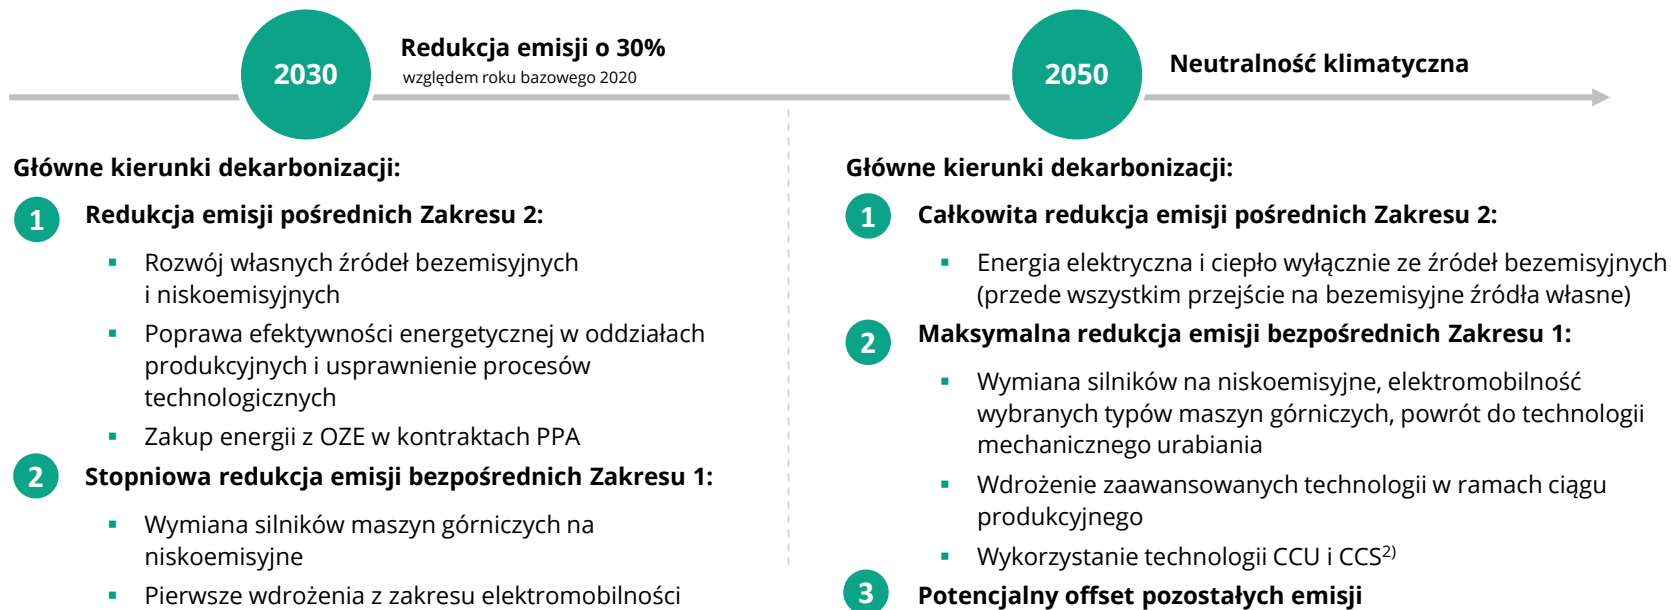 2030
Redukcja emisji o 30%
względem roku bazowego 2020
2050
Neutralność klimatyczna
Główne kierunki dekarbonizacji:
1
Redukcja emisji pośrednich Zakresu 2:
▪ Rozwój własnych źródeł bezemisyjnych
i niskoemisyjnych
▪ Poprawa efektywności energetycznej w oddziałach
produkcyjnych i usprawnienie procesów
technologicznych
▪ Zakup energii z OZE w kontraktach PPA
2
Stopniowa redukcja emisji bezpośrednich Zakresu 1:
▪ Wymiana silników maszyn górniczych na
niskoemisyjne
▪ Pierwsze wdrożenia z zakresu elektromobilności
Główne kierunki dekarbonizacji:
1
Całkowita redukcja emisji pośrednich Zakresu 2:
▪ Energia elektryczna i ciepło wyłącznie ze źródeł bezemisyjnych
(przede wszystkim przejście na bezemisyjne źródła własne)
2
Maksymalna redukcja emisji bezpośrednich Zakresu 1:
▪ Wymiana silników na niskoemisyjne, elektromobilność
wybranych typów maszyn górniczych, powrót do technologii
mechanicznego urabiania
▪ Wdrożenie zaawansowanych technologii w ramach ciągu
produkcyjnego
▪ Wykorzystanie technologii CCU i CCS2)
3
Potencjalny offset pozostałych emisji